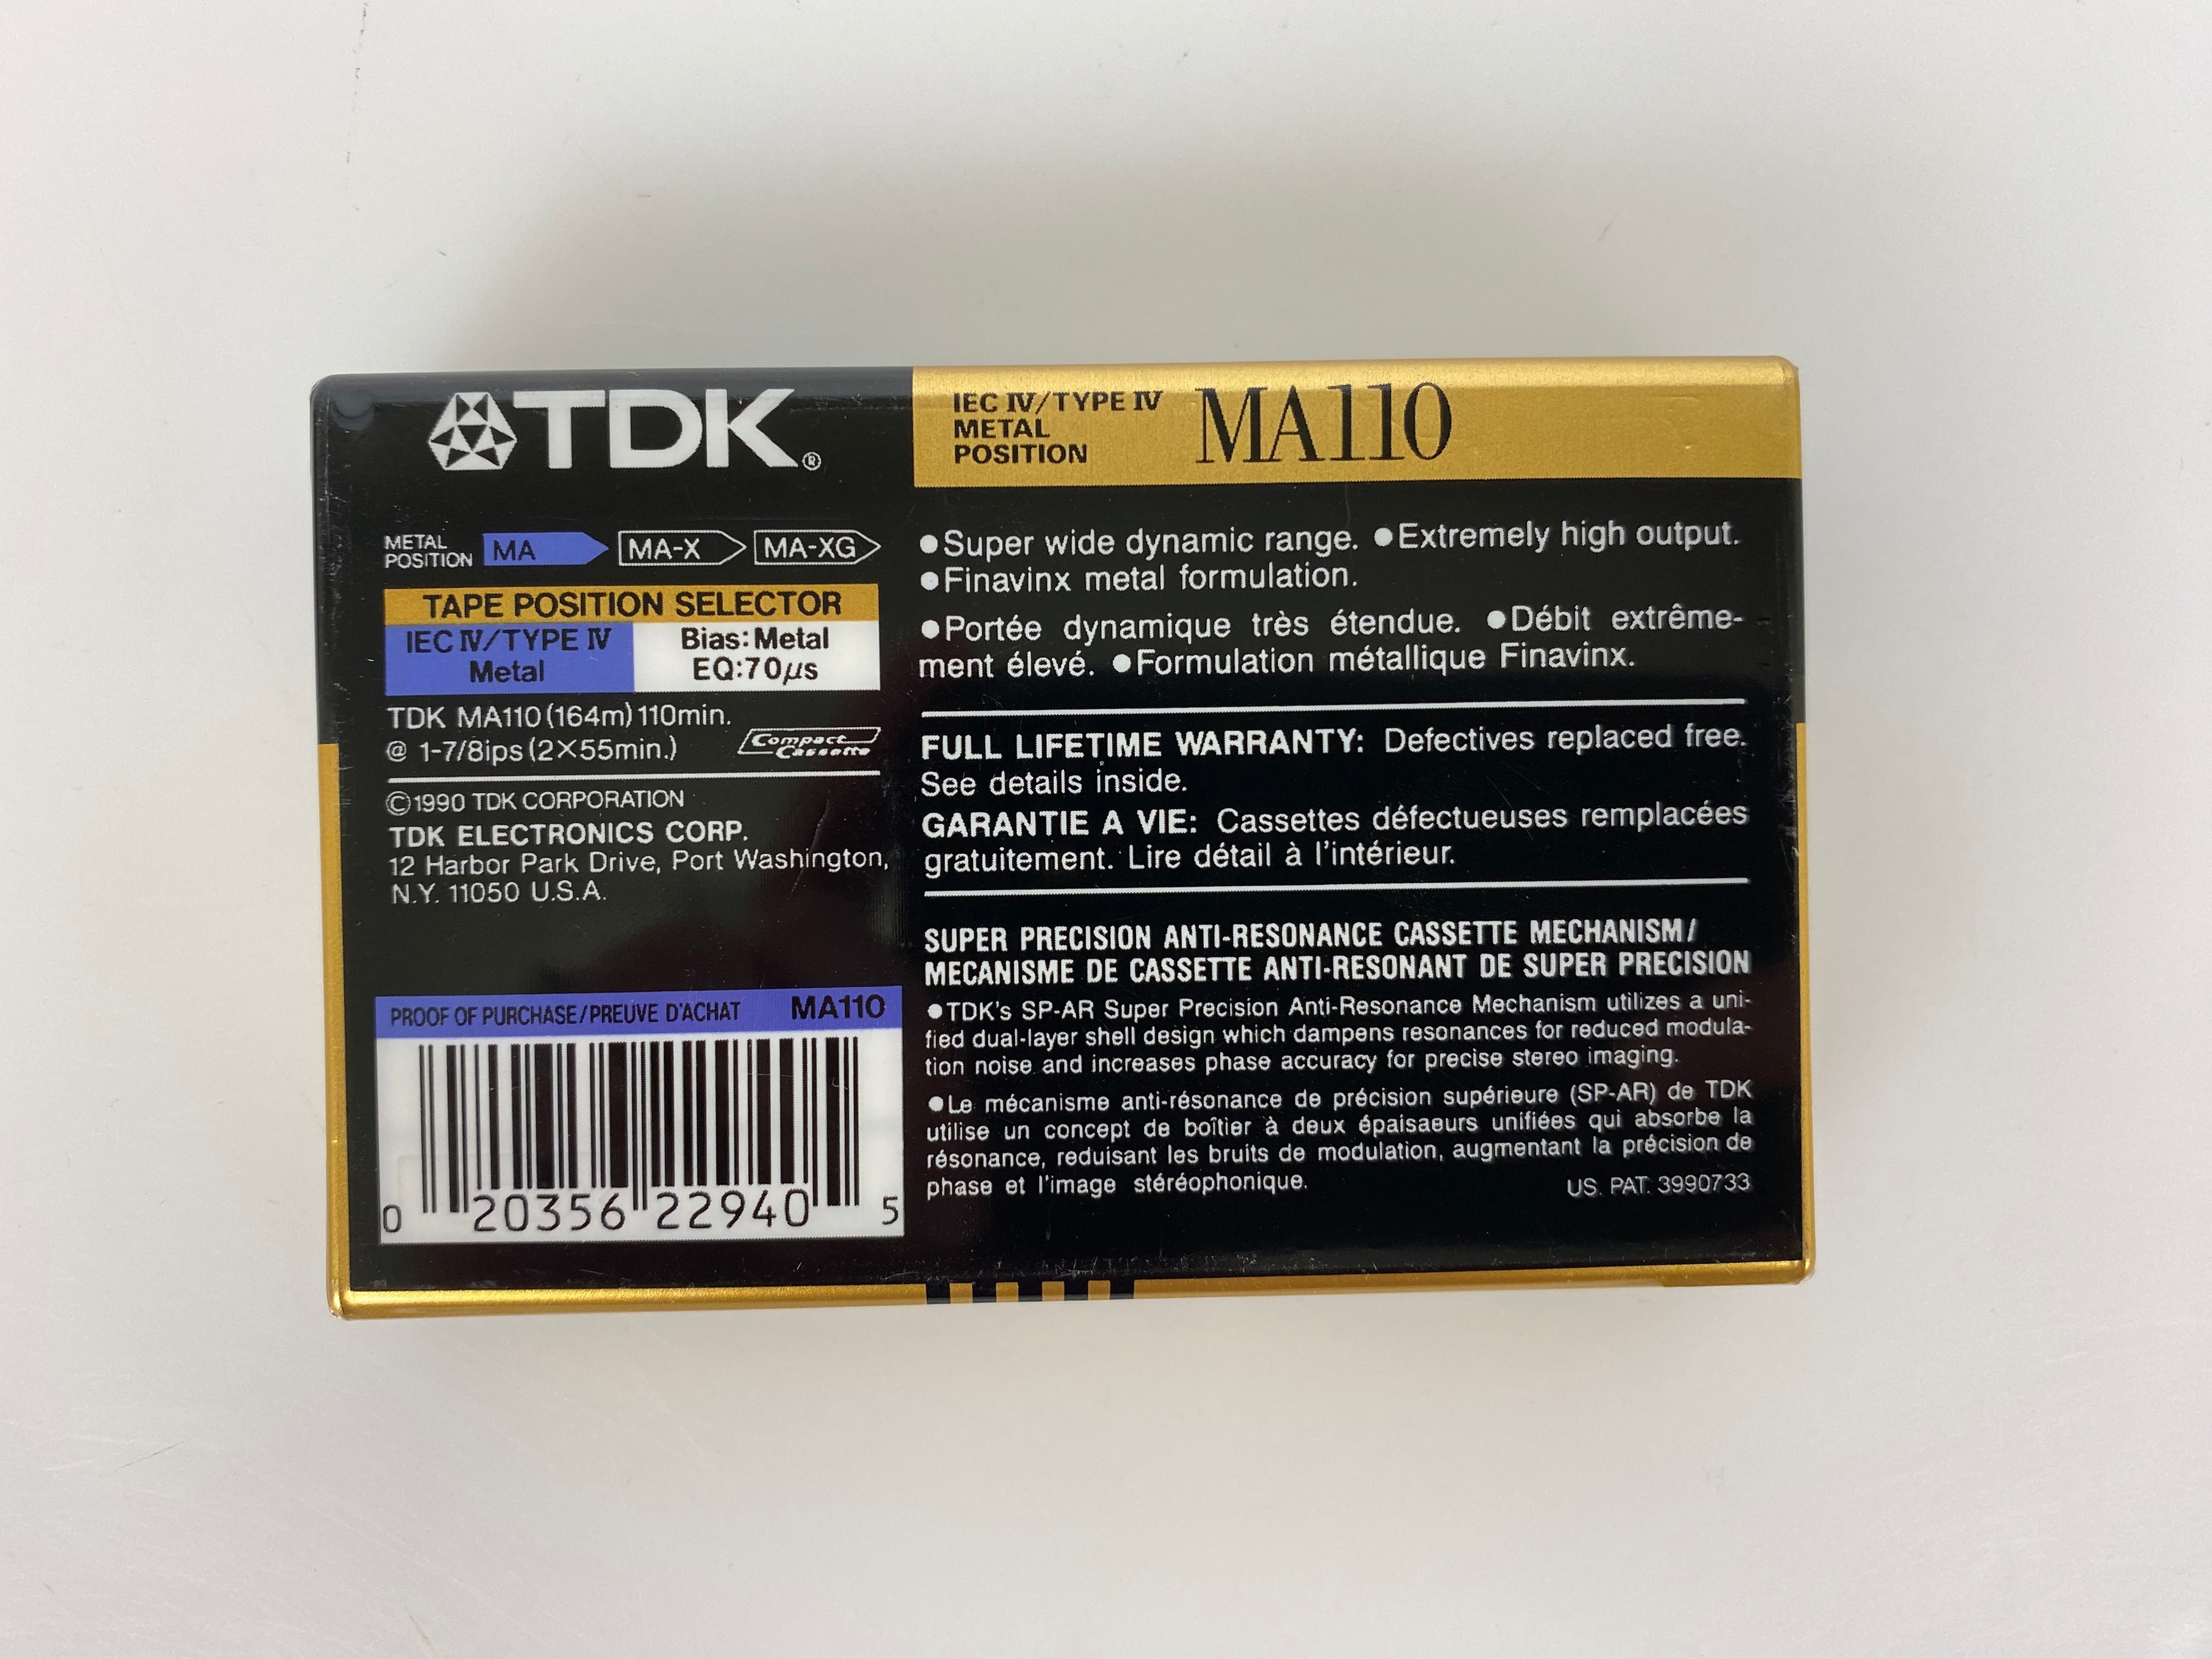 TDK®
IEC IV/TYPE IV
METAL
POSITION
MA110
METAL
POSITION
MA
MA-X
MA-XG
TAPE POSITION SELECTOR
IEC IV/TYPE IV
Metal
Bias:Metal
EQ:70μs
TDK MA110(164m)110min.
@ 1-7/8ips(2×55min.)
Compact
Cassette
©1990 TDK CORPORATION
TDK ELECTRONICS CORP.
12 Harbor Park Drive, Port Washington,
N.Y. 11050 U.S.A.
PROOF OF PURCHASE/PREUVE D'ACHAT MA110
0 20356 22940 5
●Super wide dynamic range. ●Extremely high output.
●Finavinx metal formulation.
●Portée dynamique très étendue. ●Débit extrême-
ment élevé. ●Formulation métallique Finavinx.
FULL LIFETIME WARRANTY: Defectives replaced free.
See details inside.
GARANTIE A VIE: Cassettes défectueuses remplacées
gratuitement. Lire détail à l'intérieur.
SUPER PRECISION ANTI-RESONANCE CASSETTE MECHANISM/
MECANISME DE CASSETTE ANTI-RESONANT DE SUPER PRECISION
●TDK's SP-AR Super Precision Anti-Resonance Mechanism utilizes a uni-
fied dual-layer shell design which dampens resonances for reduced modula-
tion noise and increases phase accuracy for precise stereo imaging.
●Le mécanisme anti-résonance de précision supérieure (SP-AR) de TDK
utilise un concept de boîtier à deux épaisaeurs unifiées qui absorbe la
résonance, reduisant les bruits de modulation, augmentant la précision de
phase et l'image stéréophonique.
US. PAT. 3990733